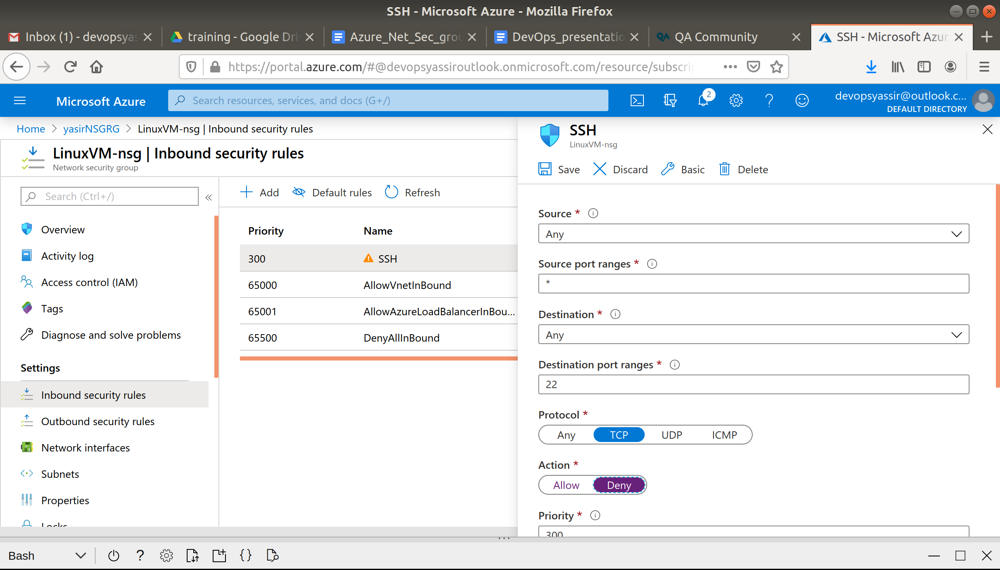 SSH - Microsoft Azure - Mozilla Firefox
Inbox (1) - devopsyas
training - Google Dri
Azure_Net_Sec_grou
DevOps_presentatio
QA Community
SSH - Microsoft Azur
https://portal.azure.com/#@devopsyassiroutlook.onmicrosoft.com/resource/subscrip
Microsoft Azure
Search resources, services, and docs (G+/)
2
devopsyassir@outlook.c...
DEFAULT DIRECTORY
Home > yasirNSGRG > LinuxVM-nsg | Inbound security rules
LinuxVM-nsg | Inbound security rules
Network security group
Search (Ctrl+/)
«
Overview
Activity log
Access control (IAM)
Tags
Diagnose and solve problems
Settings
Inbound security rules
Outbound security rules
Network interfaces
Subnets
Properties
Locks
Add
Default rules
Refresh
Priority Name
300 SSH
65000 AllowVnetInBound
65001 AllowAzureLoadBalancerInBou...
65500 DenyAllInBound
SSH
LinuxVM-nsg
Save
Discard
Basic
Delete
Source *
Any
Source port ranges *
*
Destination *
Any
Destination port ranges *
22
Protocol *
Any TCP UDP ICMP
Action *
Allow Deny
Priority *
300
Bash
?
{}